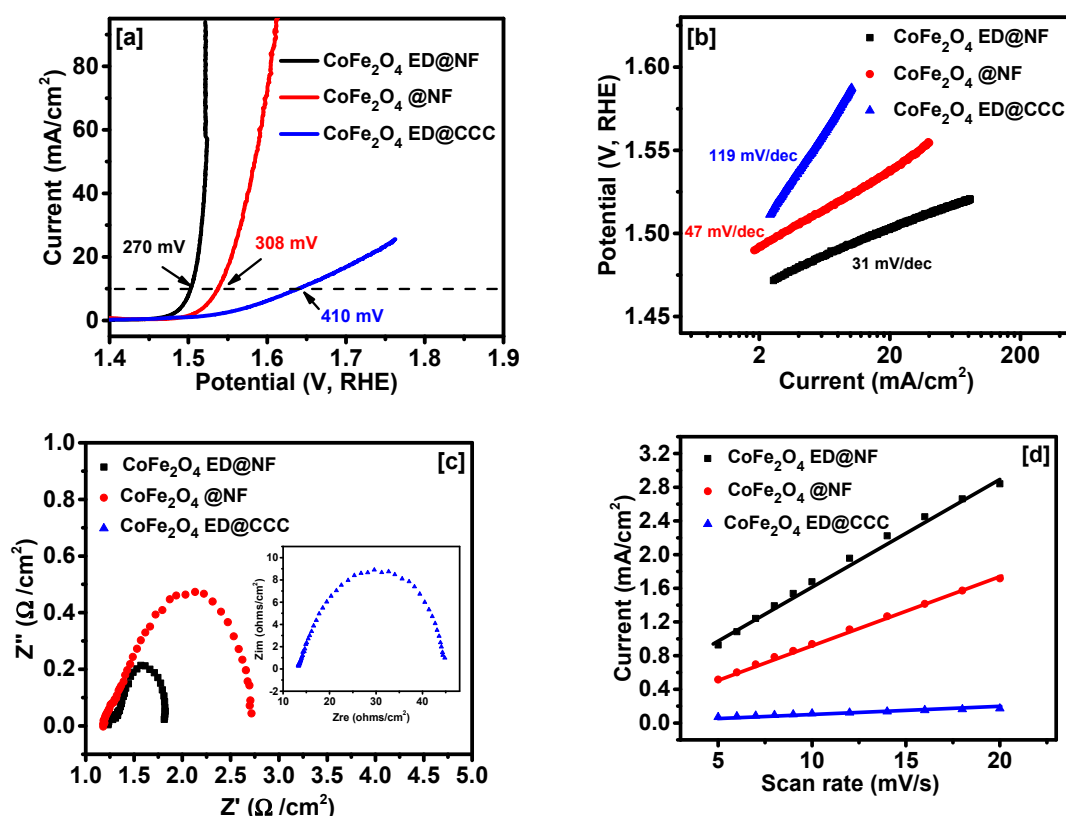 [a]
CoFe2O4 ED@NF
CoFe2O4 @NF
CoFe2O4 ED@CCC
270 mV
308 mV
410 mV
80
60
40
20
0
Current (mA/cm2)
1.4 1.5 1.6 1.7 1.8 1.9
Potential (V, RHE)
[b]
CoFe2O4 ED@NF
CoFe2O4 @NF
CoFe2O4 ED@CCC
119 mV/dec
47 mV/dec
31 mV/dec
1.60
1.55
1.50
1.45
Potential (V, RHE)
2 20 200
Current (mA/cm2)
[c]
CoFe2O4 ED@NF
CoFe2O4 @NF
CoFe2O4 ED@CCC
1.0
0.8
0.6
0.4
0.2
0.0
Z'' (Ω /cm2)
1.0 1.5 2.0 2.5 3.0 3.5 4.0 4.5 5.0
Z' (Ω /cm2)
10
8
6
4
2
0
-2
Zim (ohms/cm2)
10 20 30 40 50
Zre (ohms/cm2)
[d]
CoFe2O4 ED@NF
CoFe2O4 @NF
CoFe2O4 ED@CCC
3.2
2.8
2.4
2.0
1.6
1.2
0.8
0.4
0.0
Current (mA/cm2)
5 10 15 20
Scan rate (mV/s)